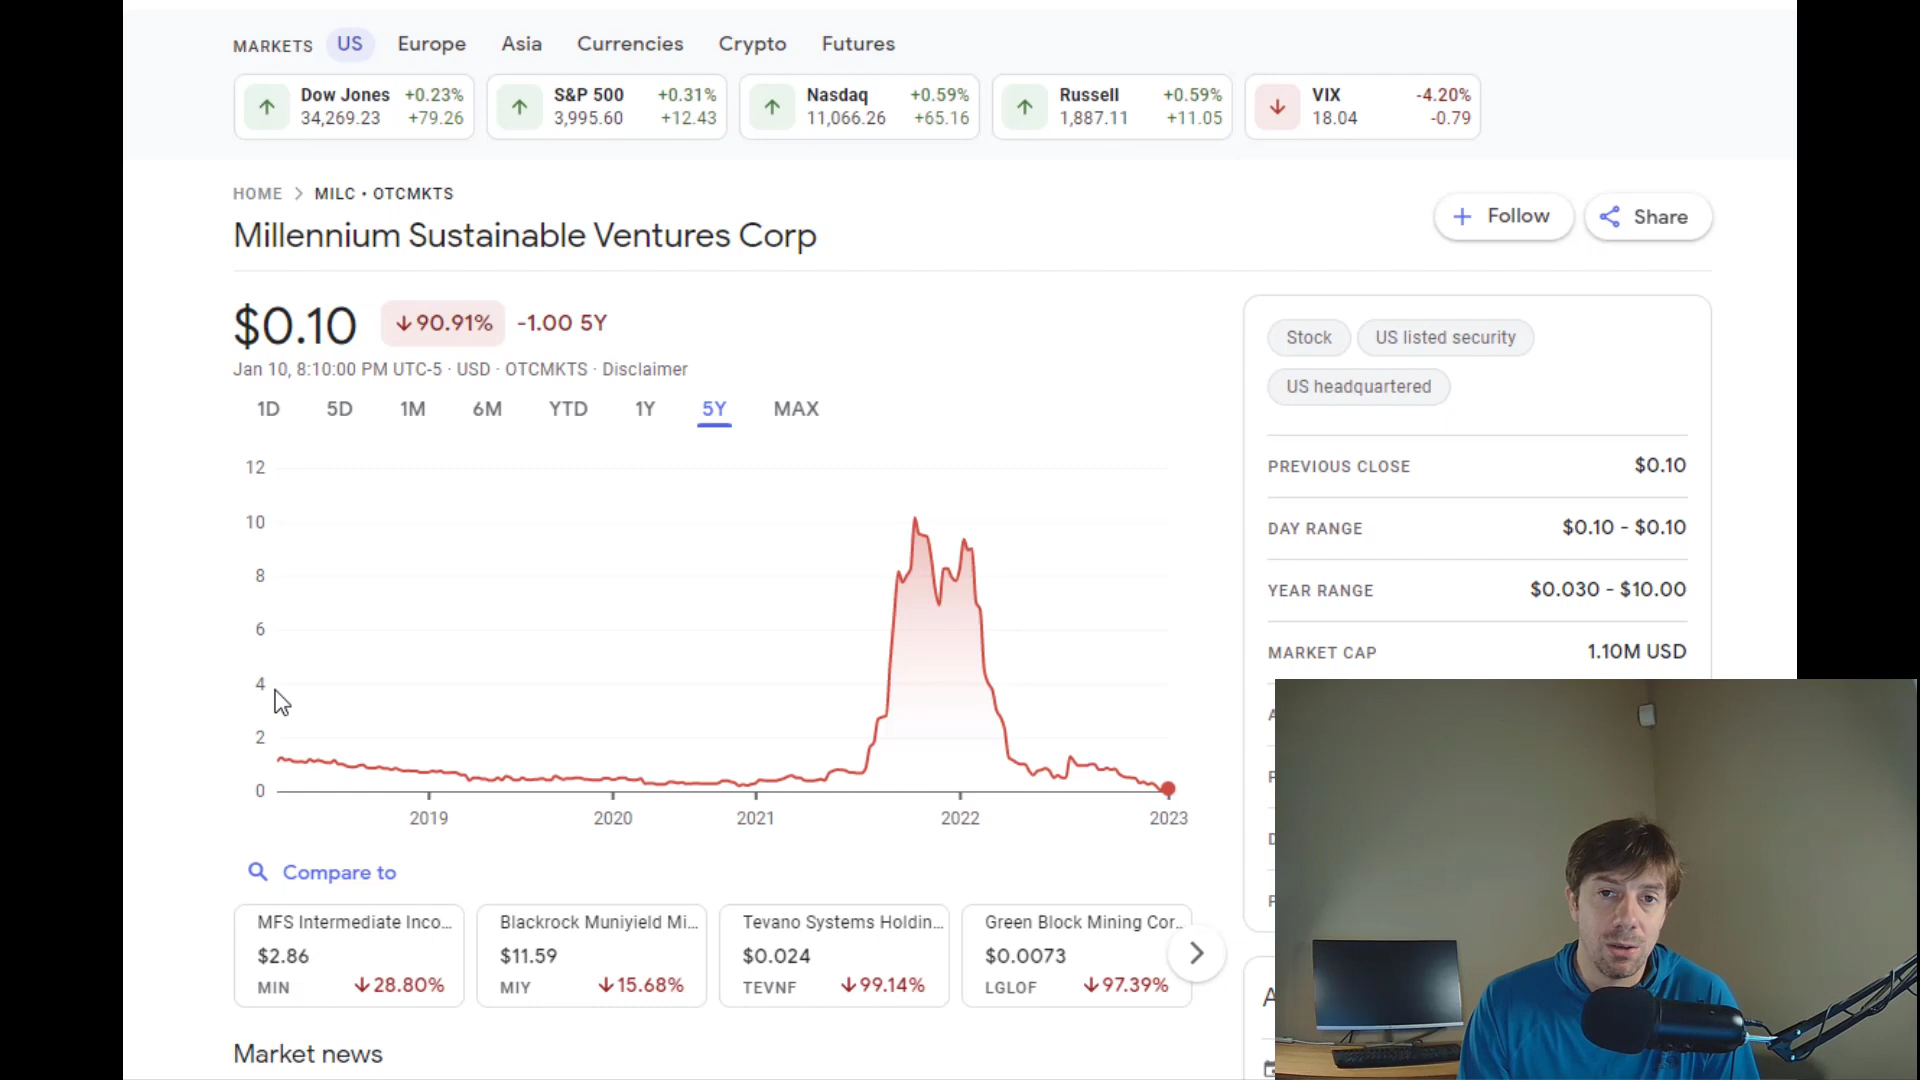 MARKETS US Europe Asia Currencies Crypto Futures
Dow Jones +0.23% S&P 500 +0.31% Nasdaq +0.59% Russell +0.59% VIX -4.20%
34,269.23 +79.26 3,995.60 +12.43 11,066.26 +65.16 1,887.11 +11.05 18.04 -0.79
HOME > MILC • OTCMKTS
Follow Share
Millennium Sustainable Ventures Corp
$0.10 ↓90.91% -1.00 5Y
Jan 10, 8:10:00 PM UTC-5 · USD · OTCMKTS · Disclaimer
1D 5D 1M 6M YTD 1Y 5Y MAX
12
10
8
6
4
2
0
2019 2020 2021 2022 2023
Stock US listed security
US headquartered
PREVIOUS CLOSE $0.10
DAY RANGE $0.10 - $0.10
YEAR RANGE $0.030 - $10.00
MARKET CAP 1.10M USD
Compare to
MFS Intermediate Inco...
$2.86
MIN ↓28.80%
Blackrock Muniyield Mi...
$11.59
MIY ↓15.68%
Tevano Systems Holdin...
$0.024
TEVNF ↓99.14%
Green Block Mining Cor...
$0.0073
LGLOF ↓97.39%
Market news